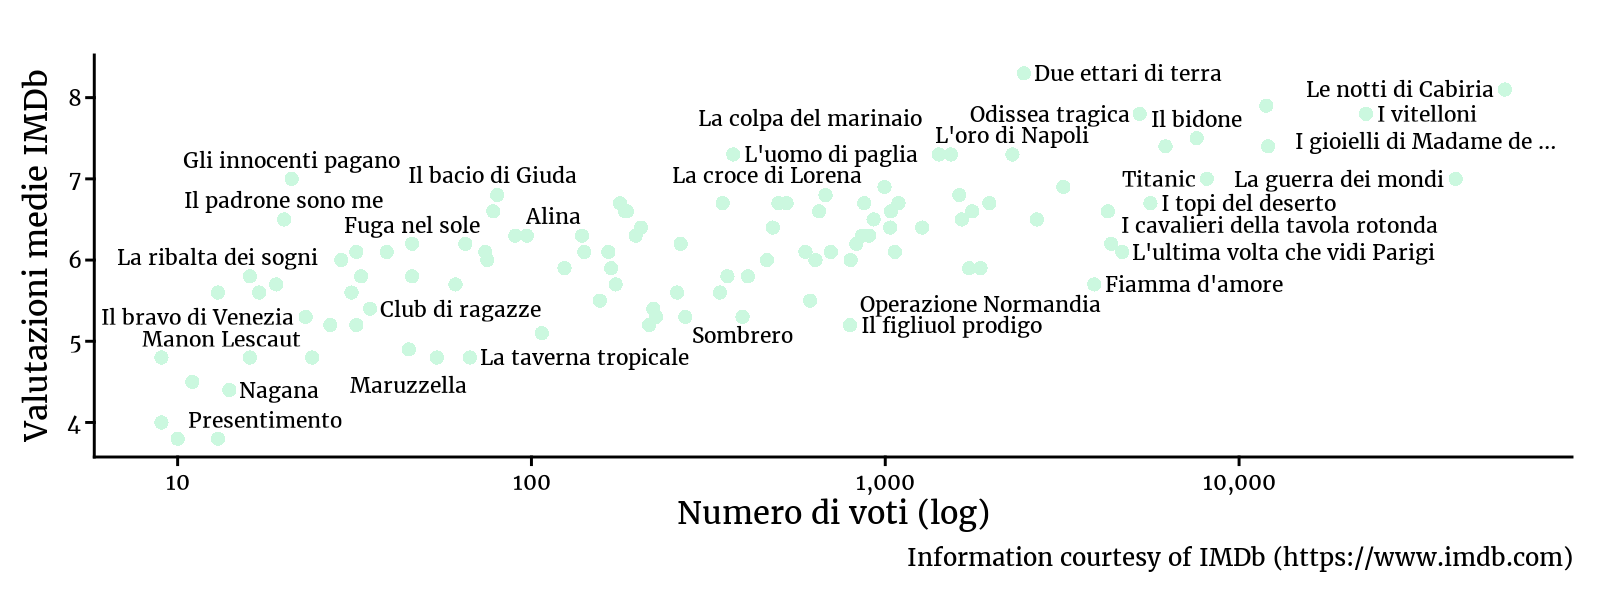 Due ettari di terra
Le notti di Cabiria
8
La colpa del marinaio
Odissea tragica
Il bidone
I vitelloni
L'oro di Napoli
I gioielli di Madame de ...
Gli innocenti pagano
L'uomo di paglia
7
Il bacio di Giuda
La croce di Lorena
Titanic
La guerra dei mondi
Il padrone sono me
I topi del deserto
Fuga nel sole
Alina
I cavalieri della tavola rotonda
6
La ribalta dei sogni
L'ultima volta che vidi Parigi
Fiamma d'amore
Il bravo di Venezia
Club di ragazze
Operazione Normandia
Il figliuol prodigo
5
Manon Lescaut
Sombrero
La taverna tropicale
Nagana
Maruzzella
4
Presentimento
Valutazioni medie IMDb
10
100
1,000
10,000
Numero di voti (log)
Information courtesy of IMDb (https://www.imdb.com)